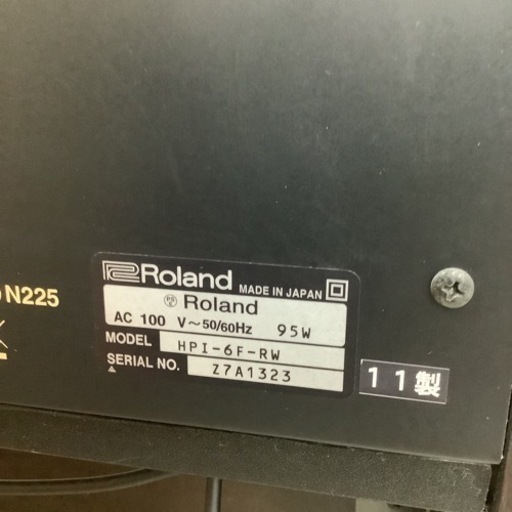 N225
Roland MADE IN JAPAN
PSE Roland
AC 100 V~50/60Hz 95W
MODEL HPI-6F-RW
SERIAL NO. Z7A1323
11製